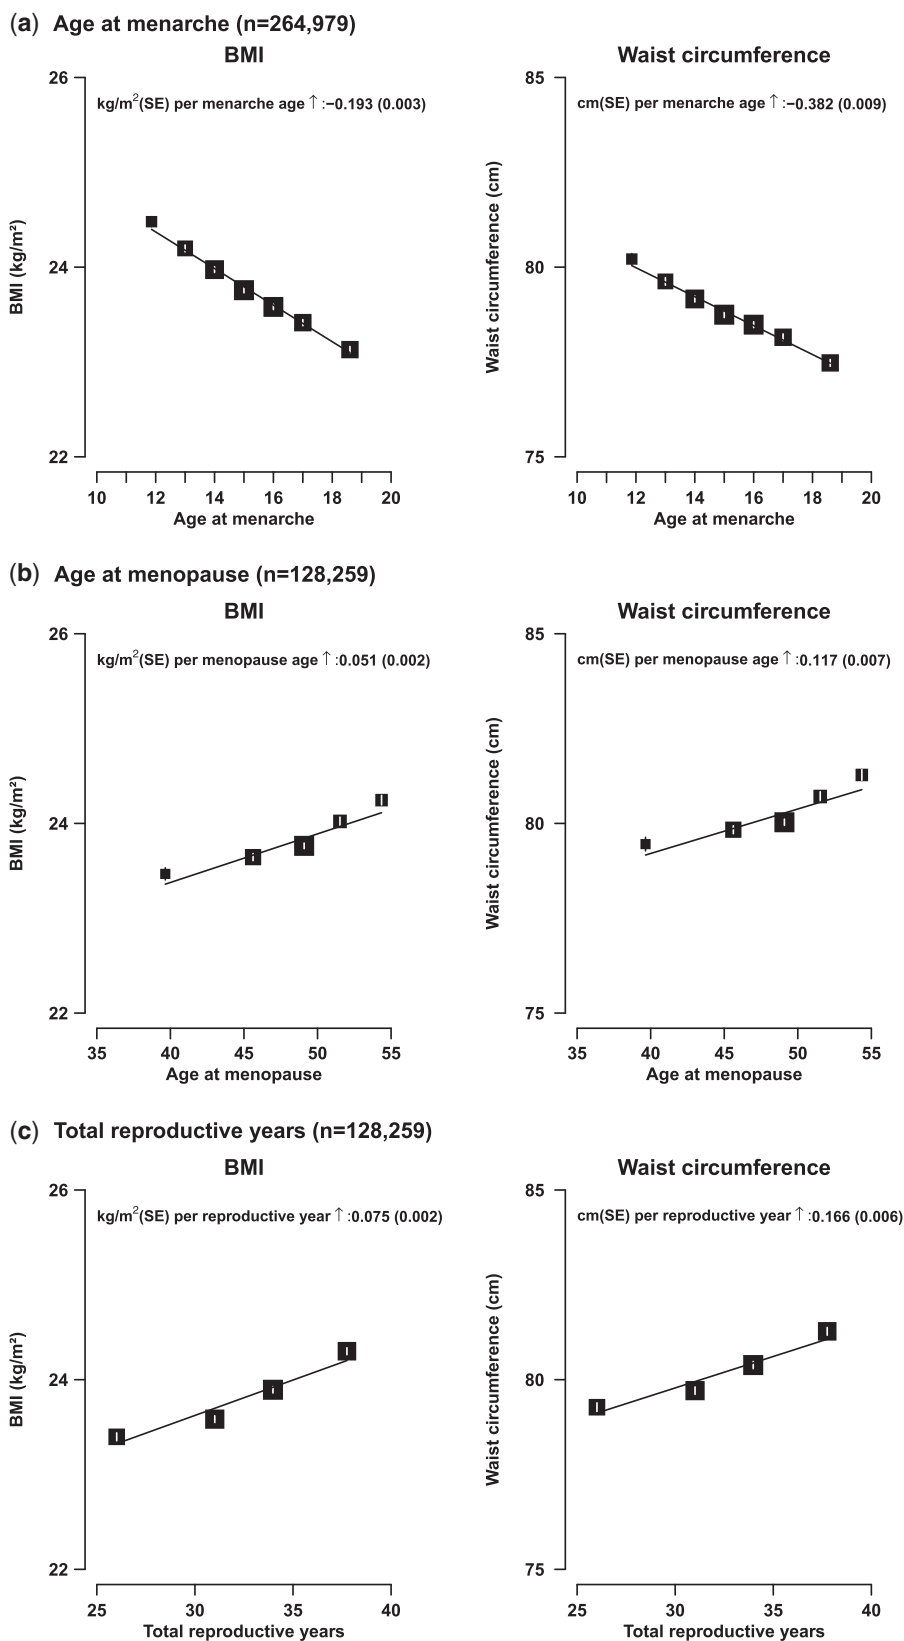 (a) Age at menarche (n=264,979)
BMI
26
kg/m²(SE) per menarche age ↑ :−0.193 (0.003)
24
22
BMI (kg/m²)
10 12 14 16 18 20
Age at menarche
Waist circumference
85
cm(SE) per menarche age ↑ :−0.382 (0.009)
80
75
Waist circumference (cm)
10 12 14 16 18 20
Age at menarche
(b) Age at menopause (n=128,259)
BMI
26
kg/m²(SE) per menopause age ↑ :0.051 (0.002)
24
22
BMI (kg/m²)
35 40 45 50 55
Age at menopause
Waist circumference
85
cm(SE) per menopause age ↑ :0.117 (0.007)
80
75
Waist circumference (cm)
35 40 45 50 55
Age at menopause
(c) Total reproductive years (n=128,259)
BMI
26
kg/m²(SE) per reproductive year ↑ :0.075 (0.002)
24
22
BMI (kg/m²)
25 30 35 40
Total reproductive years
Waist circumference
85
cm(SE) per reproductive year ↑ :0.166 (0.006)
80
75
Waist circumference (cm)
25 30 35 40
Total reproductive years